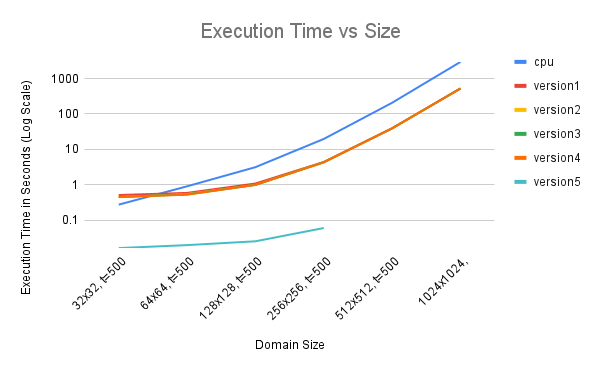 Execution Time vs Size
Execution Time in Seconds (Log Scale)
1000
100
10
1
0.1
32x32, t=500
64x64, t=500
128x128, t=500
256x256, t=500
512x512, t=500
1024x1024,
Domain Size
cpu
version1
version2
version3
version4
version5